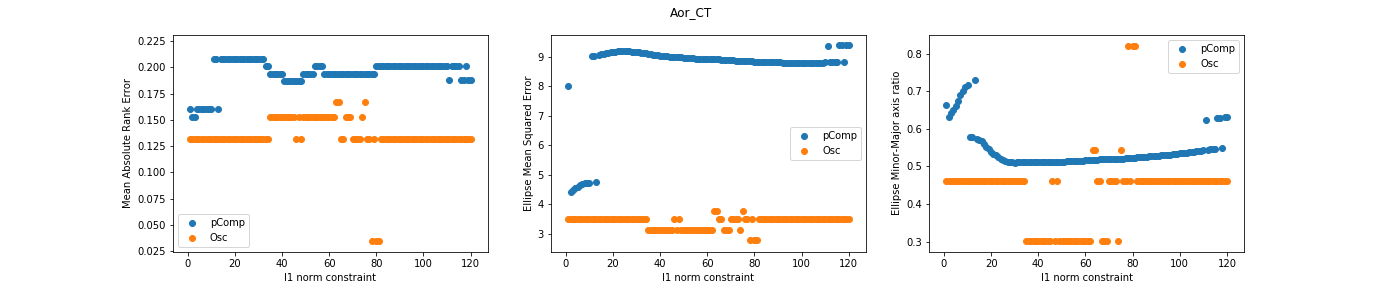 Aor_CT
Mean Absolute Rank Error
0.225
0.200
0.175
0.150
0.125
0.100
0.075
0.050
0.025
pComp
Osc
0 20 40 60 80 100 120
l1 norm constraint
Ellipse Mean Squared Error
9
8
7
6
5
4
3
pComp
Osc
0 20 40 60 80 100 120
l1 norm constraint
Ellipse Minor-Major axis ratio
0.8
0.7
0.6
0.5
0.4
0.3
pComp
Osc
0 20 40 60 80 100 120
l1 norm constraint